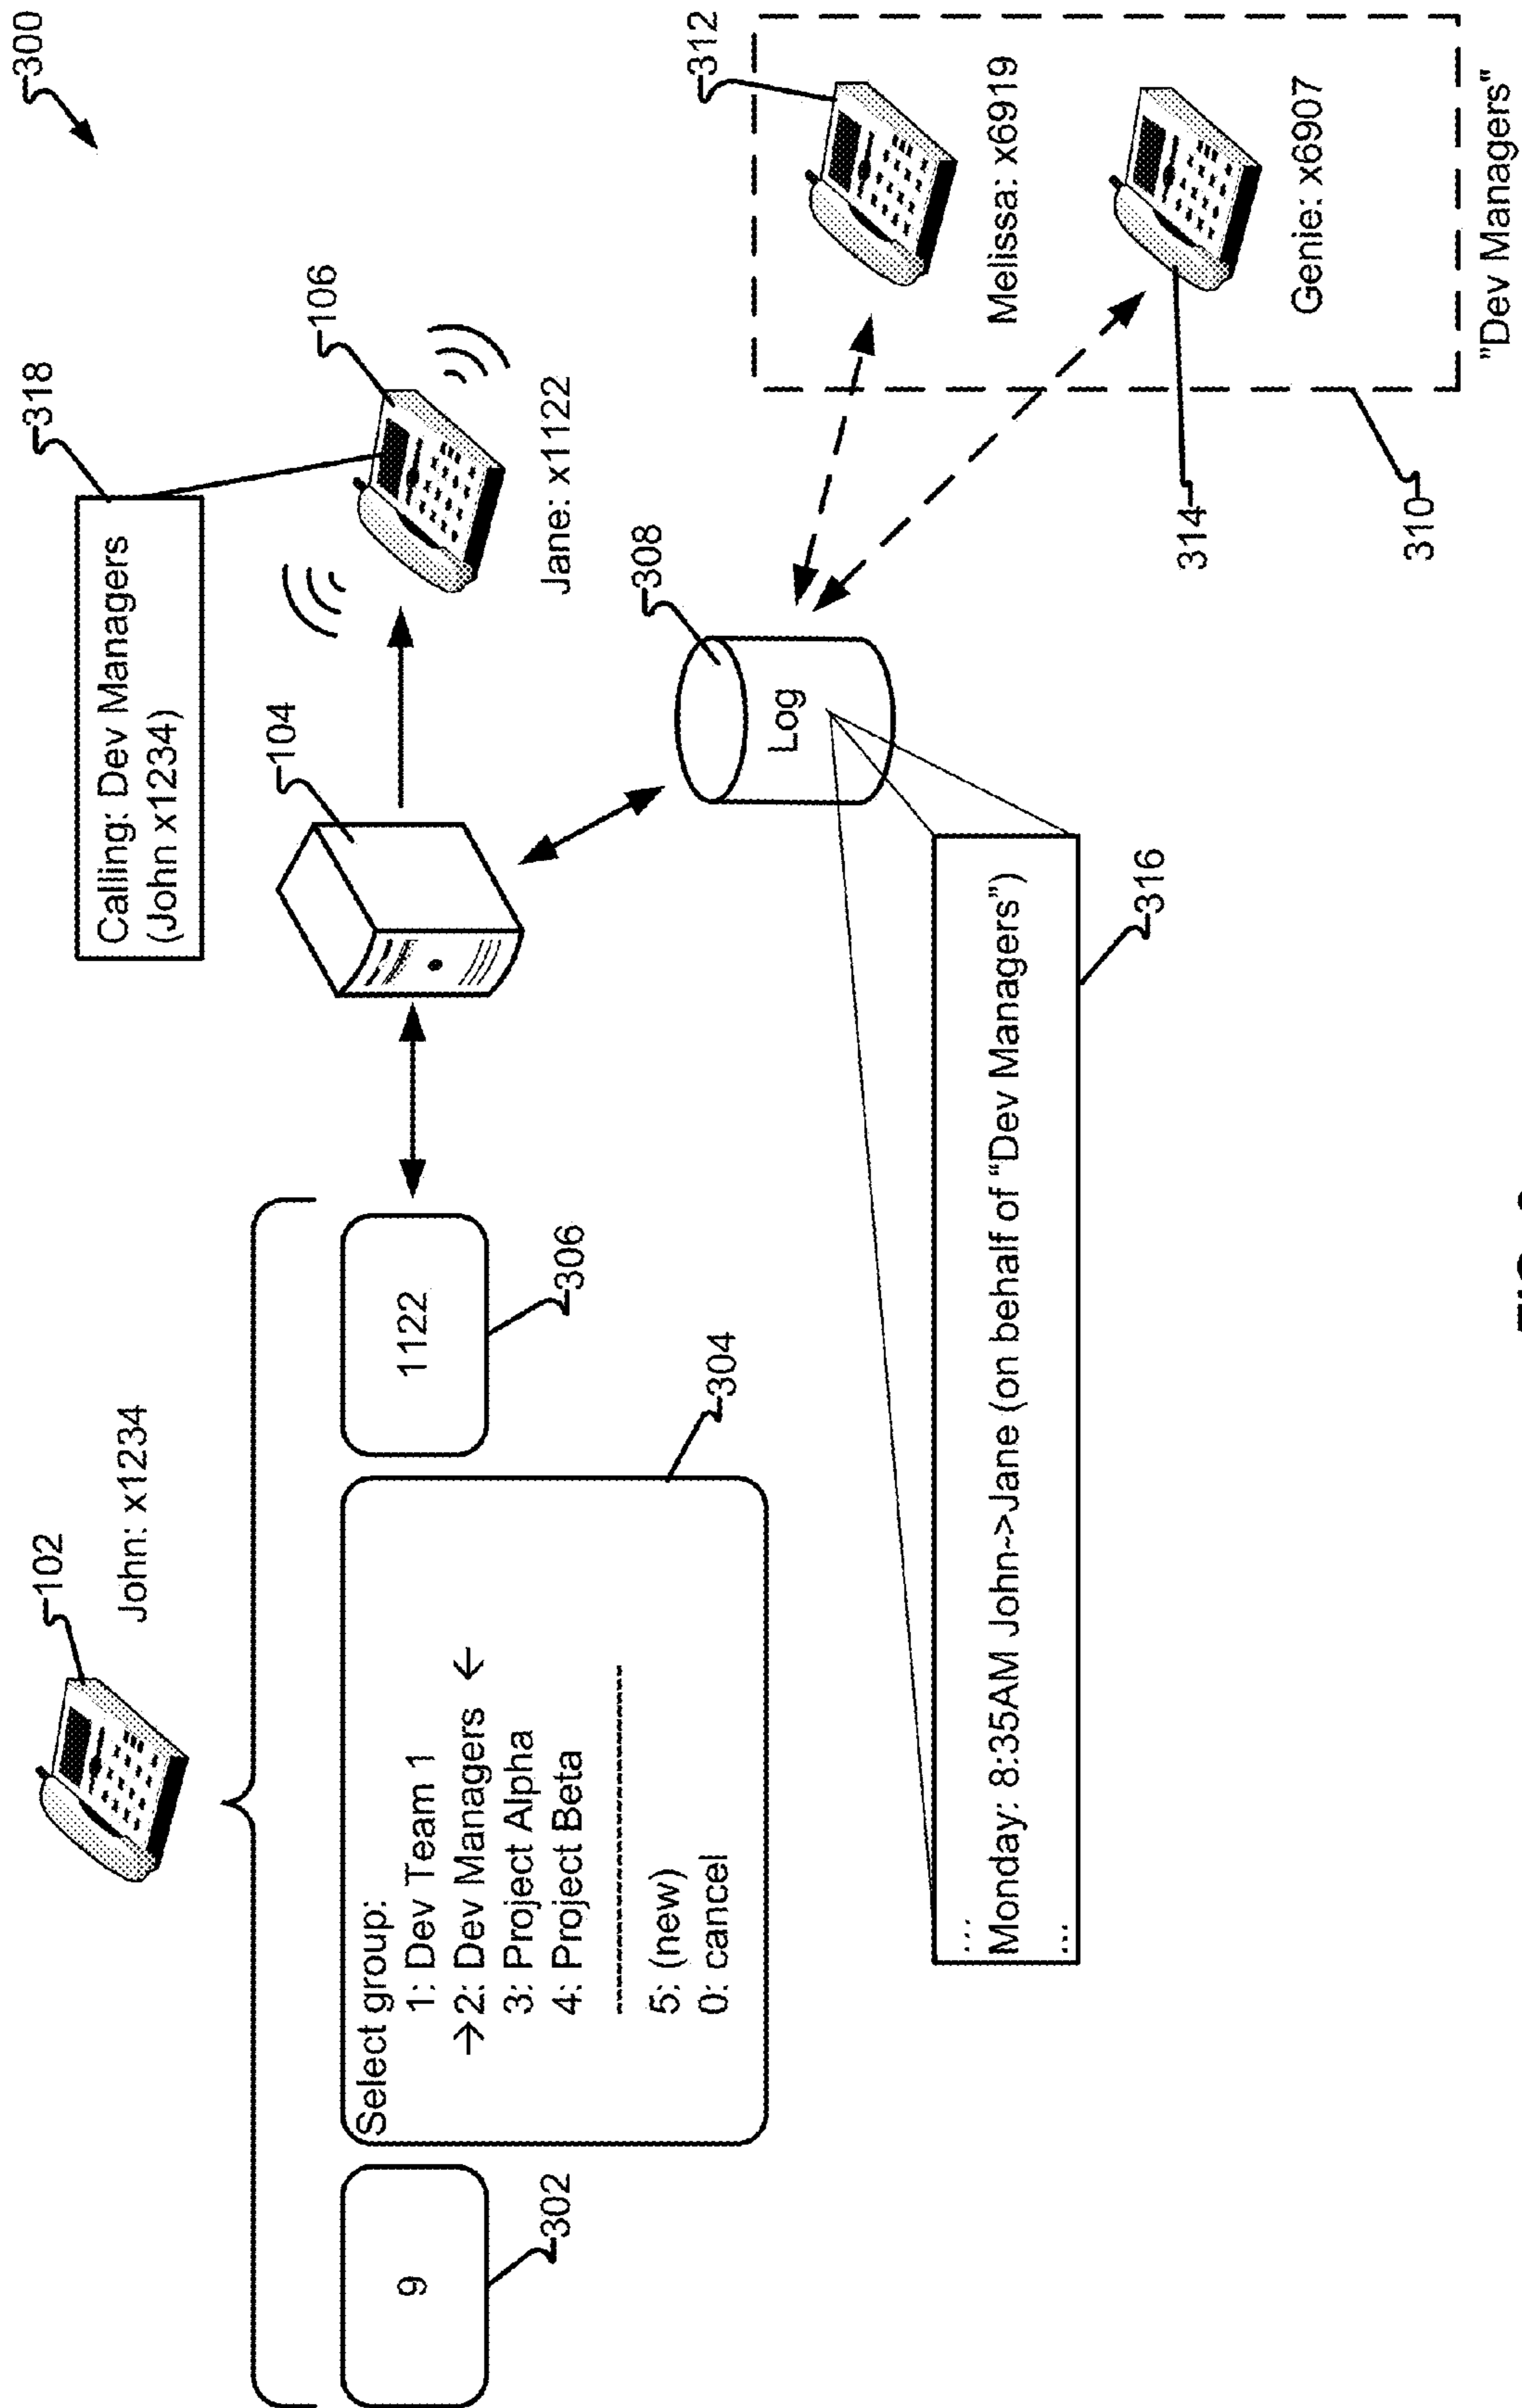 300
102
John: x1234
9
302
Select group:
1: Dev Team 1
→2: Dev Managers ←
3: Project Alpha
4: Project Beta
5: (new)
0: cancel
304
1122
306
104
Calling: Dev Managers
(John x1234)
318
106
Jane: x1122
Log
308
...
Monday: 8:35AM John->Jane (on behalf of “Dev Managers”)
...
316
312
Melissa: x6919
314
Genie: x6907
310
"Dev Managers"